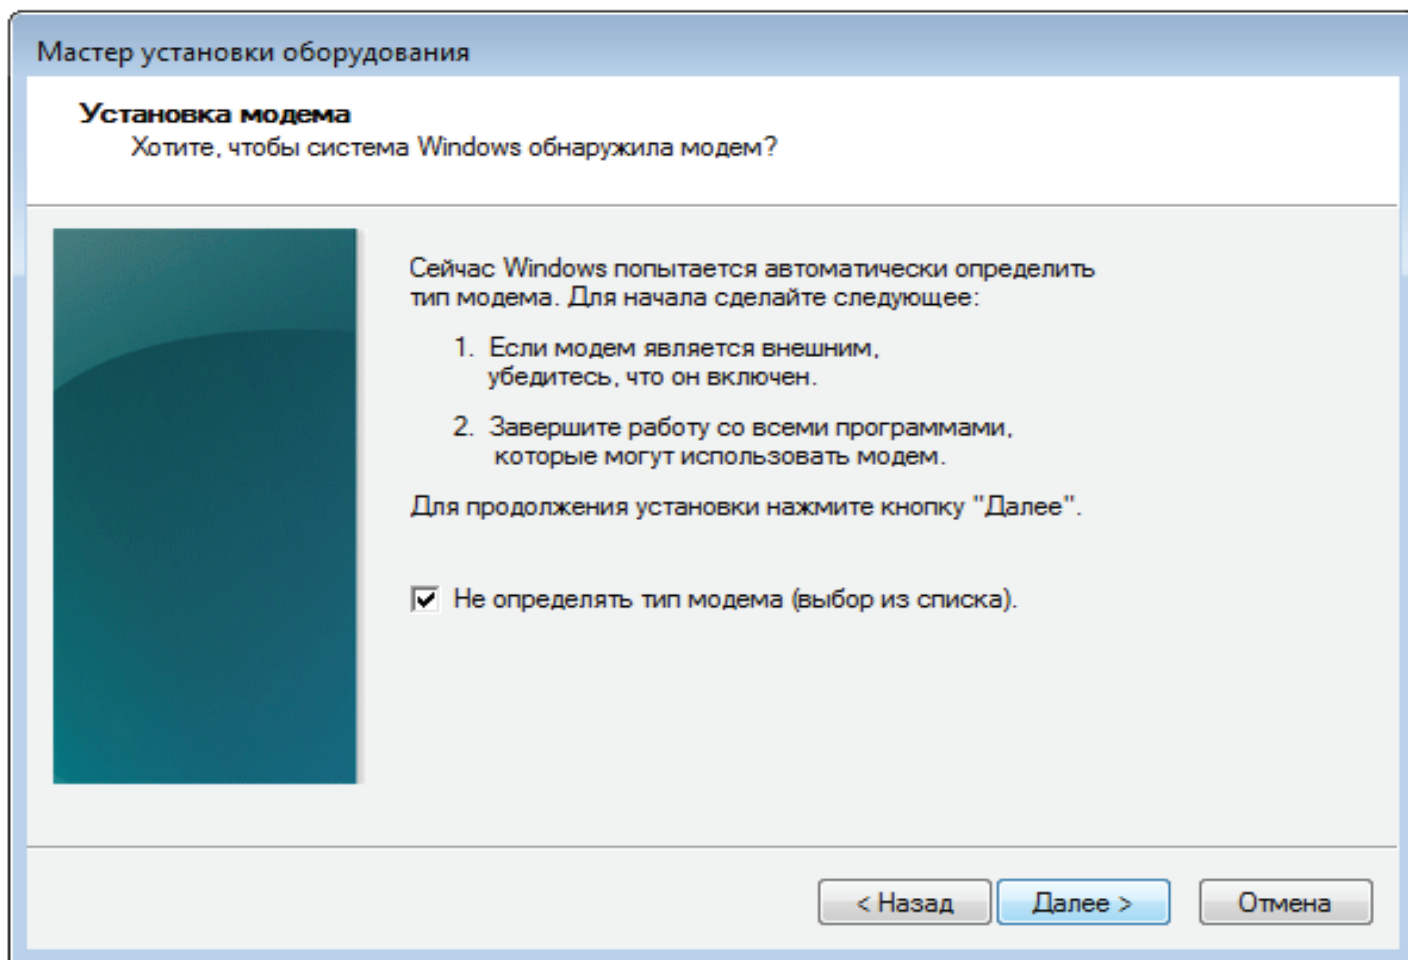 Мастер установки оборудования
Установка модема
Хотите, чтобы система Windows обнаружила модем?
Сейчас Windows попытается автоматически определить
тип модема. Для начала сделайте следующее:
1. Если модем является внешним,
убедитесь, что он включен.
2. Завершите работу со всеми программами,
которые могут использовать модем.
Для продолжения установки нажмите кнопку "Далее".
Не определять тип модема (выбор из списка).
< Назад Далее > Отмена